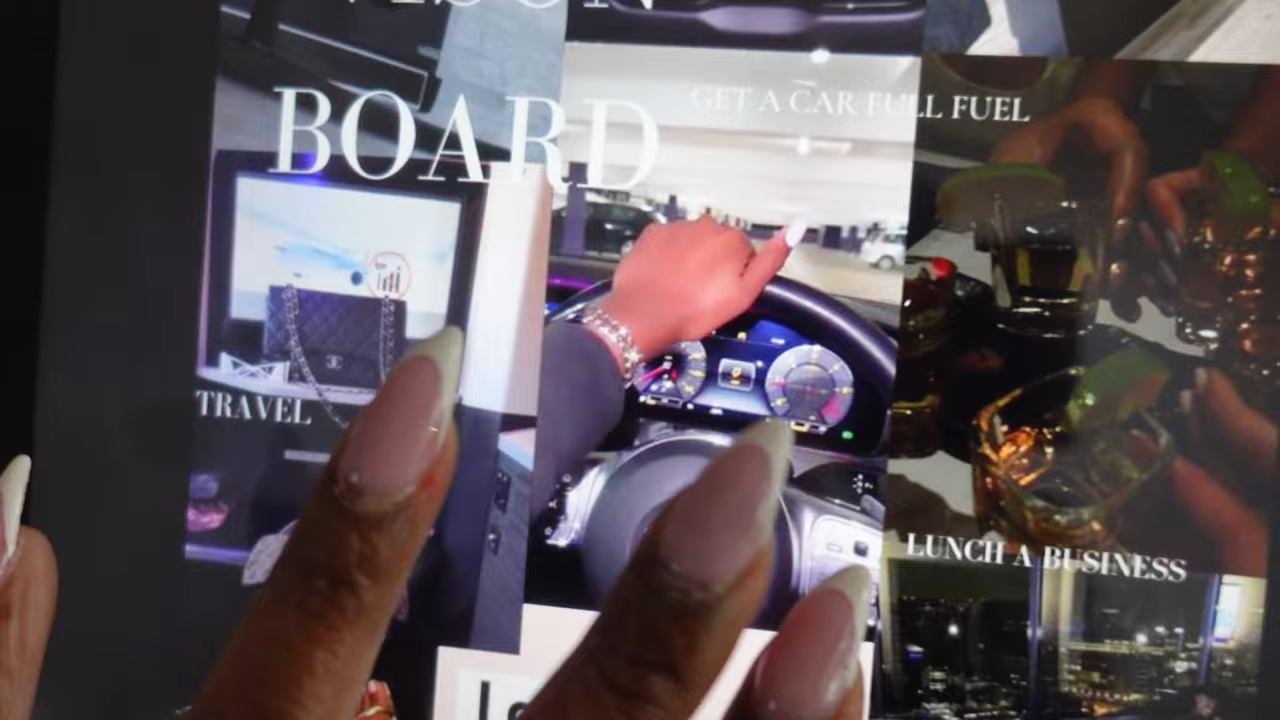 BOARD
GET A CAR FULL FUEL
TRAVEL
LUNCH A BUSINESS